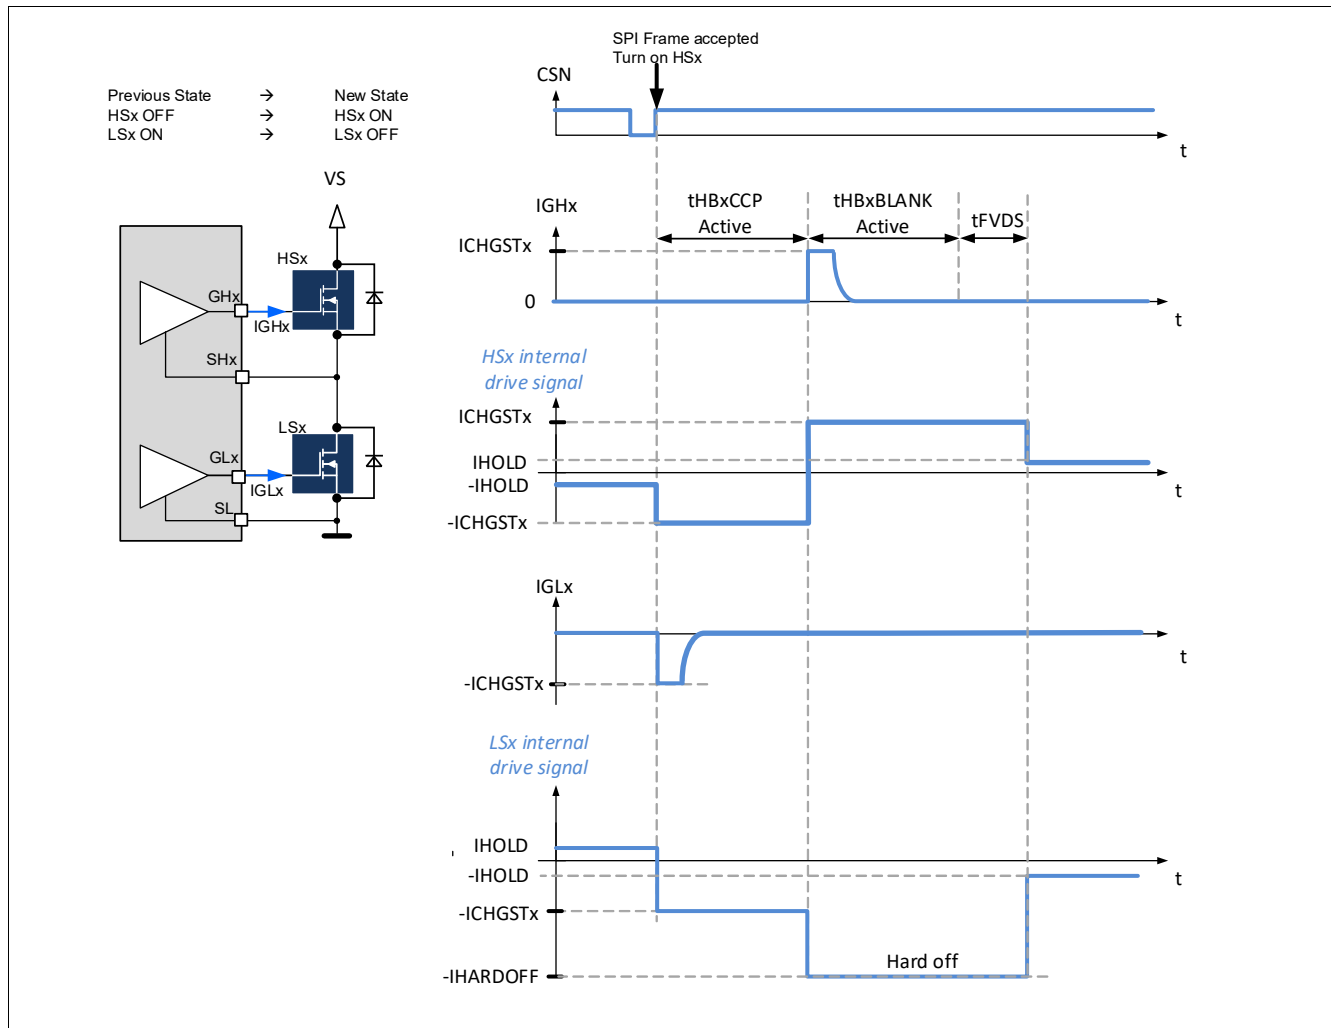 SPI Frame accepted
Turn on HSx
CSN
t
Previous State → New State
HSx OFF → HSx ON
LSx ON → LSx OFF
VS
HSx
GHx
IGHx
SHx
LSx
GLx
IGLx
SL
IGHx
tHBxCCP
Active
tHBxBLANK
Active
tFVDS
ICHGSTx
0
t
HSx internal
drive signal
ICHGSTx
IHOLD
-IHOLD
-ICHGSTx
t
IGLx
-ICHGSTx
t
LSx internal
drive signal
IHOLD
-IHOLD
-ICHGSTx
-IHARDOFF
Hard off
t